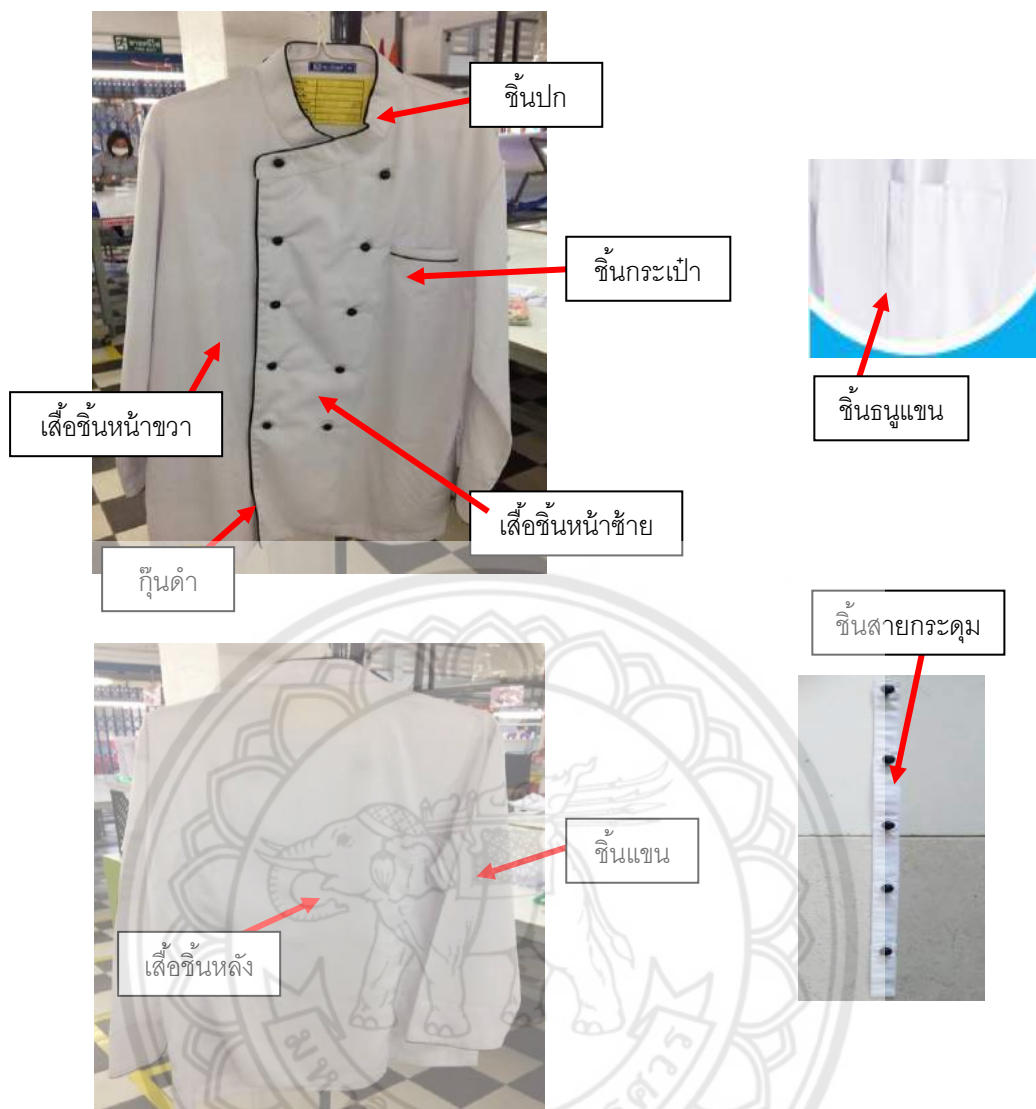 ชิ้นปก
ชิ้นกระเป๋า
เสื้อชิ้นหน้าขวา
ชิ้นธนูแขน
เสื้อชิ้นหน้าซ้าย
กุ๊นดำ
ชิ้นสายกระดุม
ชิ้นแขน
เสื้อชิ้นหลัง